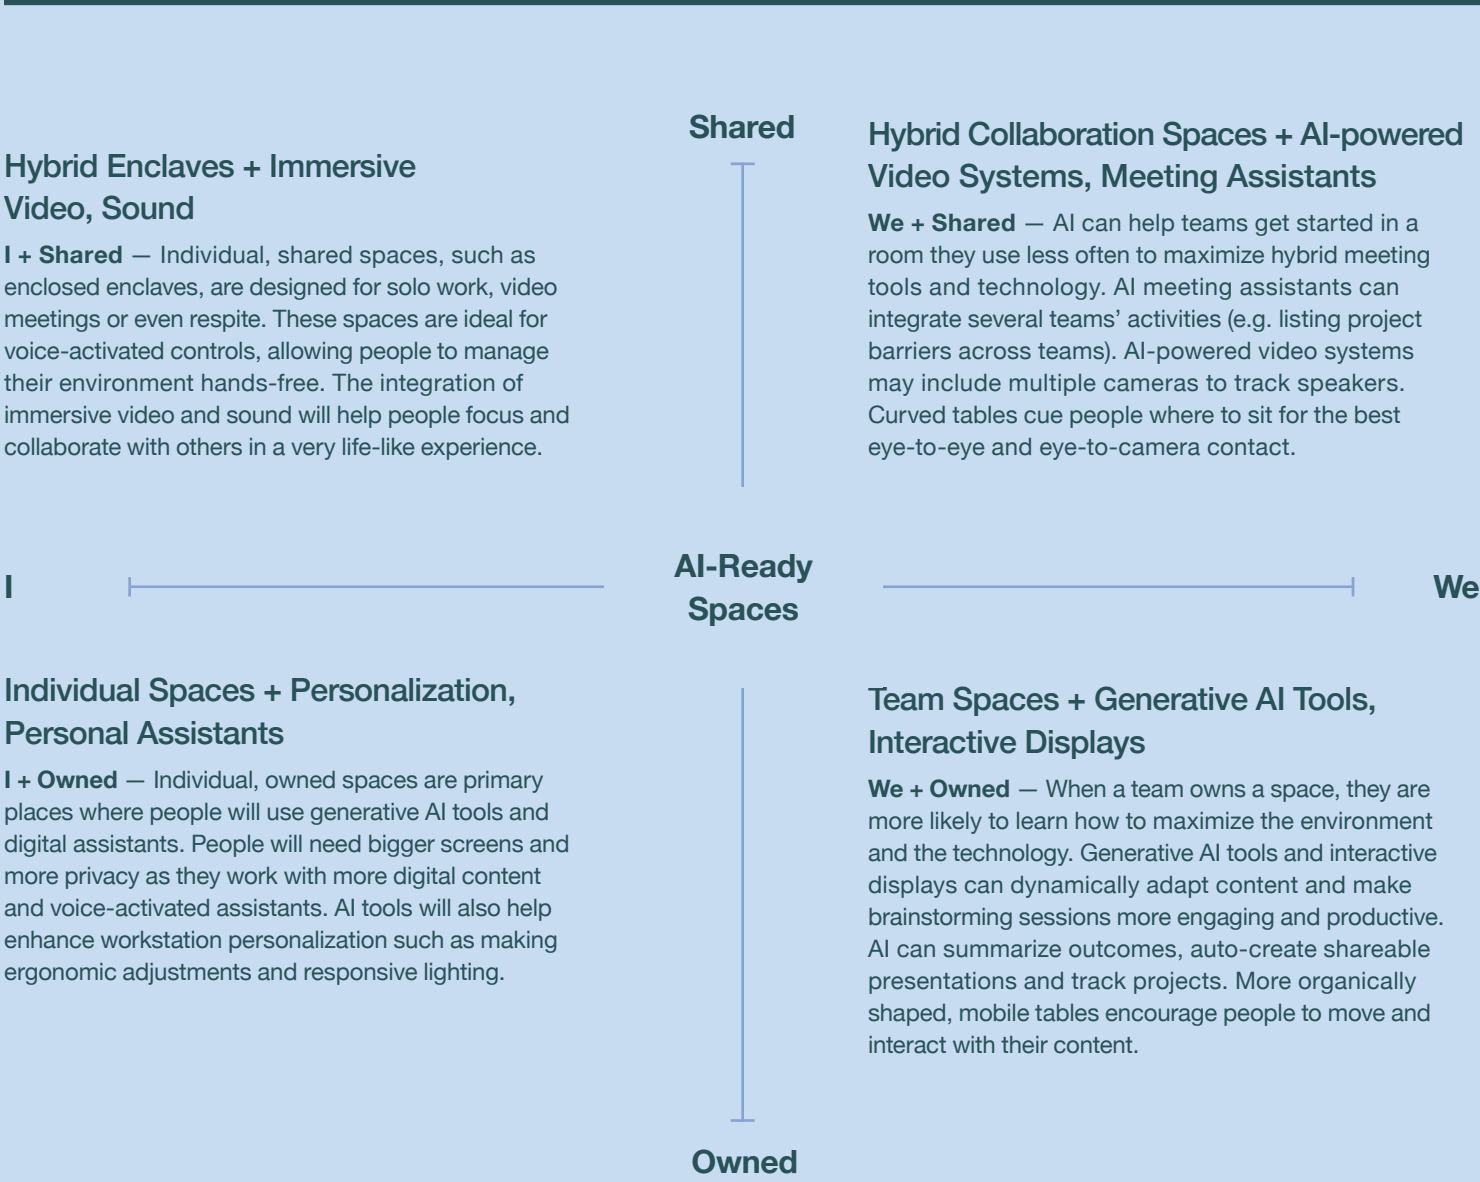 Shared
Hybrid Enclaves + Immersive
Video, Sound
I + Shared — Individual, shared spaces, such as
enclosed enclaves, are designed for solo work, video
meetings or even respite. These spaces are ideal for
voice-activated controls, allowing people to manage
their environment hands-free. The integration of
immersive video and sound will help people focus and
collaborate with others in a very life-like experience.
Hybrid Collaboration Spaces + AI-powered
Video Systems, Meeting Assistants
We + Shared — AI can help teams get started in a
room they use less often to maximize hybrid meeting
tools and technology. AI meeting assistants can
integrate several teams’ activities (e.g. listing project
barriers across teams). AI-powered video systems
may include multiple cameras to track speakers.
Curved tables cue people where to sit for the best
eye-to-eye and eye-to-camera contact.
I
AI-Ready
Spaces
We
Individual Spaces + Personalization,
Personal Assistants
I + Owned — Individual, owned spaces are primary
places where people will use generative AI tools and
digital assistants. People will need bigger screens and
more privacy as they work with more digital content
and voice-activated assistants. AI tools will also help
enhance workstation personalization such as making
ergonomic adjustments and responsive lighting.
Team Spaces + Generative AI Tools,
Interactive Displays
We + Owned — When a team owns a space, they are
more likely to learn how to maximize the environment
and the technology. Generative AI tools and interactive
displays can dynamically adapt content and make
brainstorming sessions more engaging and productive.
AI can summarize outcomes, auto-create shareable
presentations and track projects. More organically
shaped, mobile tables encourage people to move and
interact with their content.
Owned